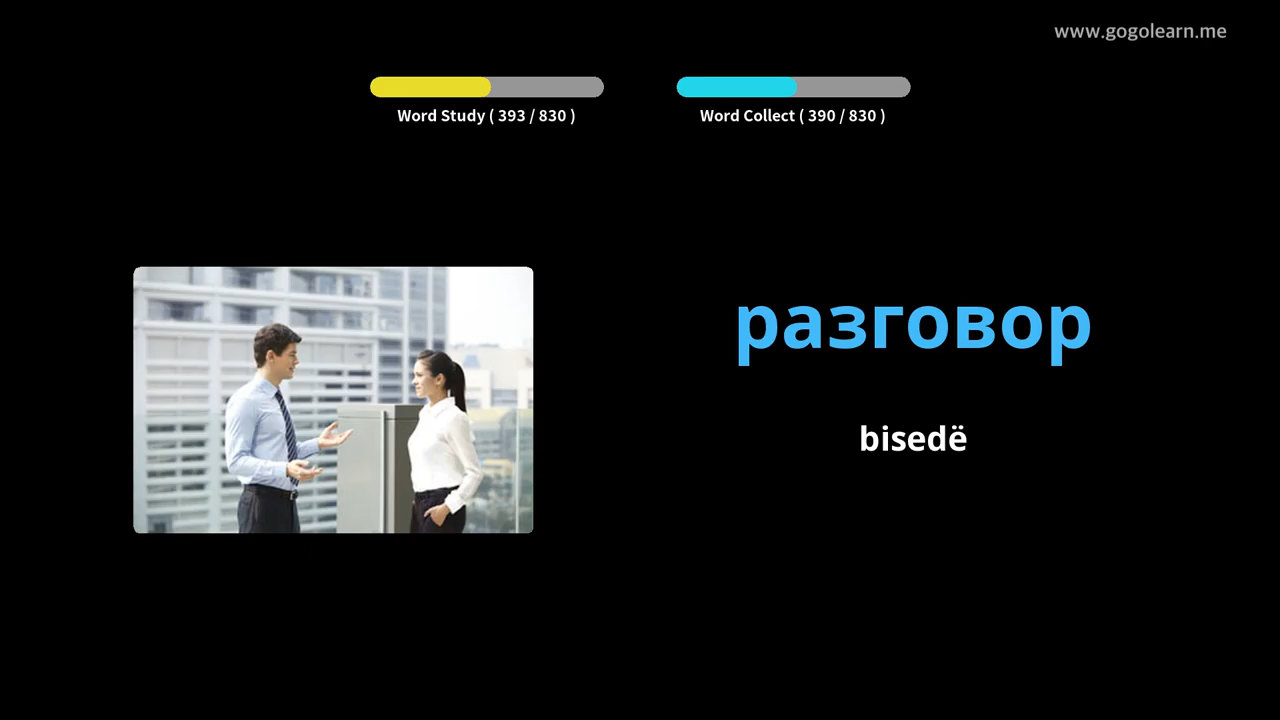 www.gogolearn.me
Word Study ( 393 / 830 )
Word Collect ( 390 / 830 )
разговор
bisedë